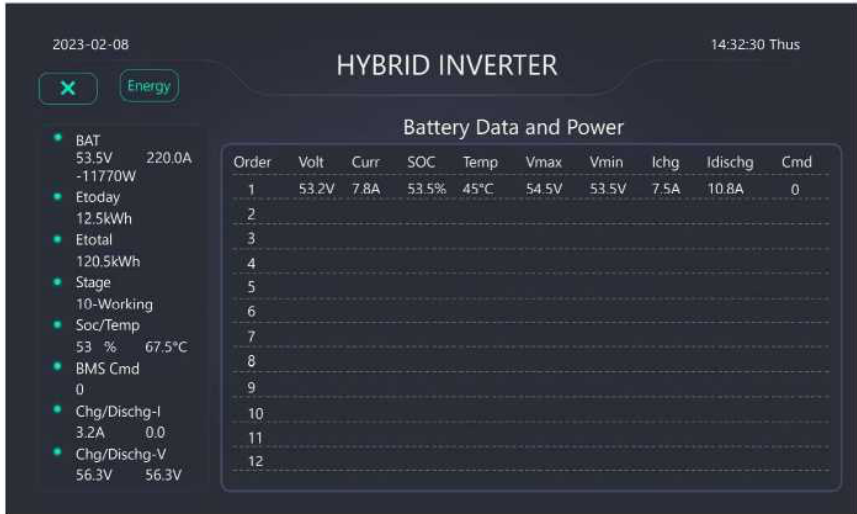 2023-02-08
14:32:30 Thus
HYBRID INVERTER
Energy
Battery Data and Power
BAT
53.5V 220.0A
-11770W
Etoday
12.5kWh
Etotal
120.5kWh
Stage
10-Working
Soc/Temp
53 % 67.5°C
BMS Cmd
0
Chg/Dischg-I
3.2A 0.0
Chg/Dischg-V
56.3V 56.3V
Order Volt Curr SOC Temp Vmax Vmin Ichg Idischg Cmd
1 53.2V 7.8A 53.5% 45°C 54.5V 53.5V 7.5A 10.8A 0
2
3
4
5
6
7
8
9
10
11
12